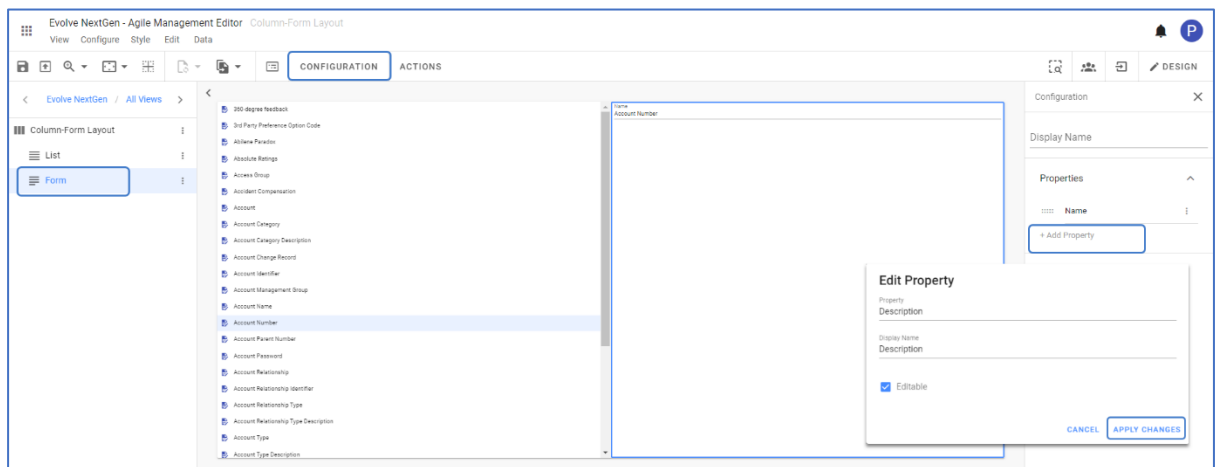 Evolve NextGen - Agile Management Editor Column-Form Layout
View Configure Style Edit Data
P
CONFIGURATION ACTIONS
DESIGN
Evolve NextGen / All Views
Column-Form Layout
List
Form
360 degree feedback
3rd Party Preference Option Code
Abilene Paradox
Absolute Ratings
Access Group
Accident Compensation
Account
Account Category
Account Category Description
Account Change Record
Account Identifier
Account Management Group
Account Name
Account Number
Account Parent Number
Account Password
Account Relationship
Account Relationship Identifier
Account Relationship Type
Account Relationship Type Description
Account Type
Account Type Description
Name
Account Number
Configuration
Display Name
Properties
Name
+ Add Property
Edit Property
Property
Description
Display Name
Description
Editable
CANCEL APPLY CHANGES